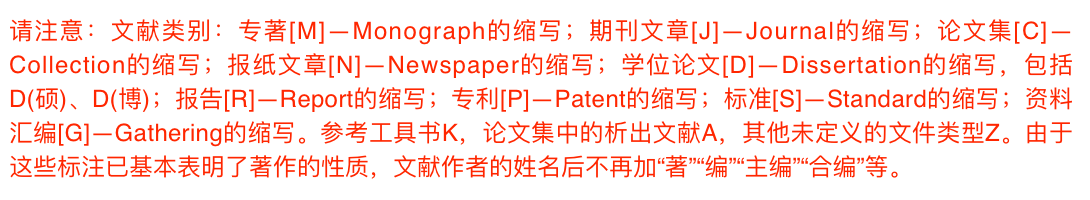 请注意：文献类别：专著[M]—Monograph的缩写；期刊文章[J]—Journal的缩写；论文集[C]—
Collection的缩写；报纸文章[N]—Newspaper的缩写；学位论文[D]—Dissertation的缩写，包括
D(硕)、D(博)；报告[R]—Report的缩写；专利[P]—Patent的缩写；标准[S]—Standard的缩写；资料
汇编[G]—Gathering的缩写。参考工具书K，论文集中的析出文献A，其他未定义的文件类型Z。由于
这些标注已基本表明了著作的性质，文献作者的姓名后不再加“著”“编”“主编”“合编”等。